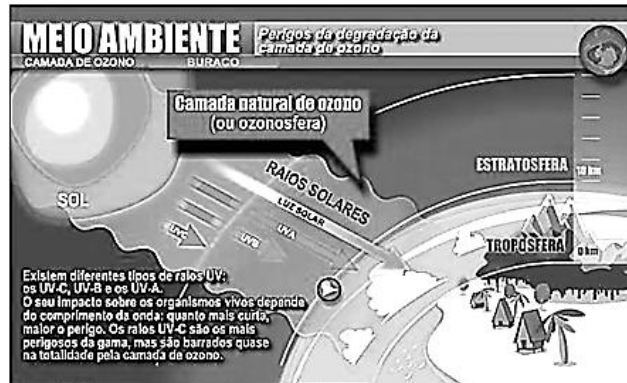 MEIO AMBIENTE
Perigos da degradação da
camada de ozono
CAMADA DE OZONO BURACO
Camada natural de ozono
(ou ozonosfera)
ESTRATOSFERA
10 km
RAIOS SOLARES
SOL
LUZ SOLAR
UVC
UVB
UVA
TROPOSFERA
0 km
Existem diferentes tipos de raios UV:
os UV-C, UV-B e os UV-A.
O seu impacto sobre os organismos vivos depende
do comprimento da onda: quanto mais curta,
maior o perigo. Os raios UV-C são os mais
perigosos da gama, mas são barrados quase
na totalidade pela camada de ozono.